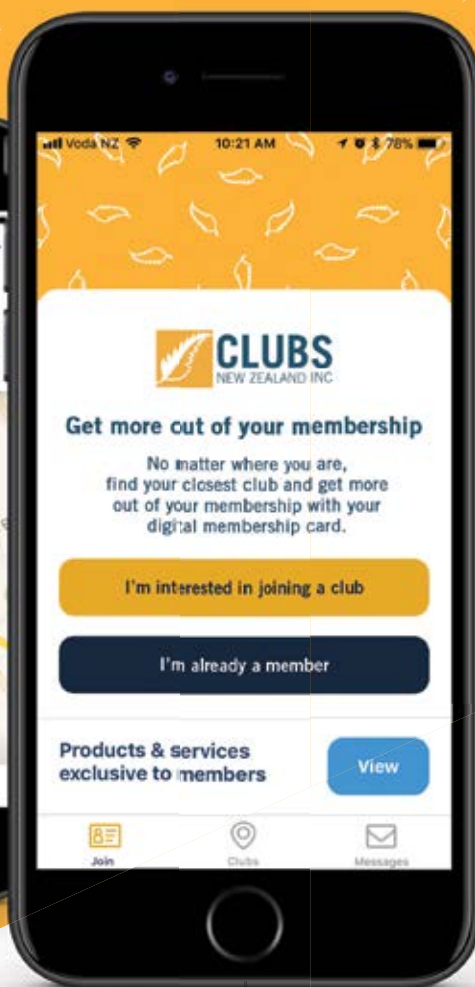 Voda NZ 10:21 AM 78%
CLUBS
NEW ZEALAND INC
Get more out of your membership
No matter where you are,
find your closest club and get more
out of your membership with your
digital membership card.
I'm interested in joining a club
I'm already a member
Products & services
exclusive to members
View
Join Clubs Messages